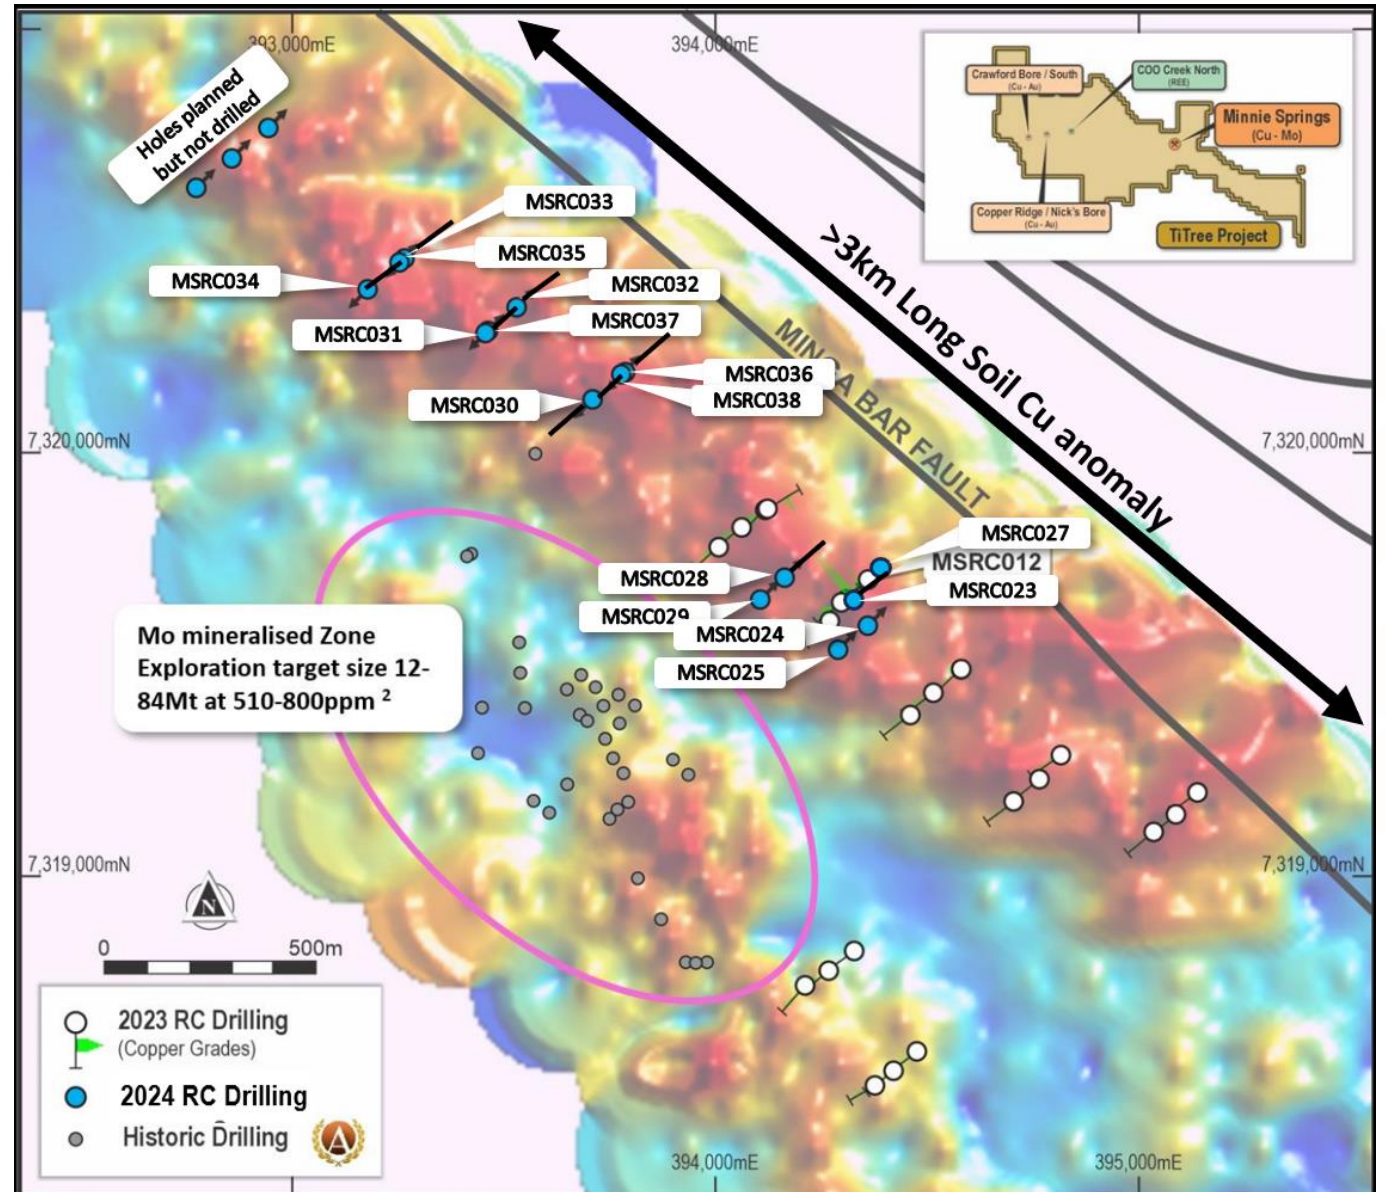 393,000mE
394,000mE
Holes planned
but not drilled
Crawford Bore / South
(Cu - Au)
COO Creek North
(REE)
Minnie Springs
(Cu - Mo)
Copper Ridge / Nick's Bore
(Cu - Au)
TiTree Project
>3km Long Soil Cu anomaly
MSRC033
MSRC035
MSRC034
MSRC032
MSRC037
MSRC031
MSRC036
MSRC038
MSRC030
BAR FAULT
7,320,000mN
7,320,000mN
MSRC027
MSRC012
MSRC028
MSRC023
MSRC029
MSRC024
MSRC025
Mo mineralised Zone
Exploration target size 12-
84Mt at 510-800ppm 2
7,319,000mN
7,319,000mN
N
0 500m
2023 RC Drilling
(Copper Grades)
2024 RC Drilling
Historic Drilling
A
394,000mE
395,000mE